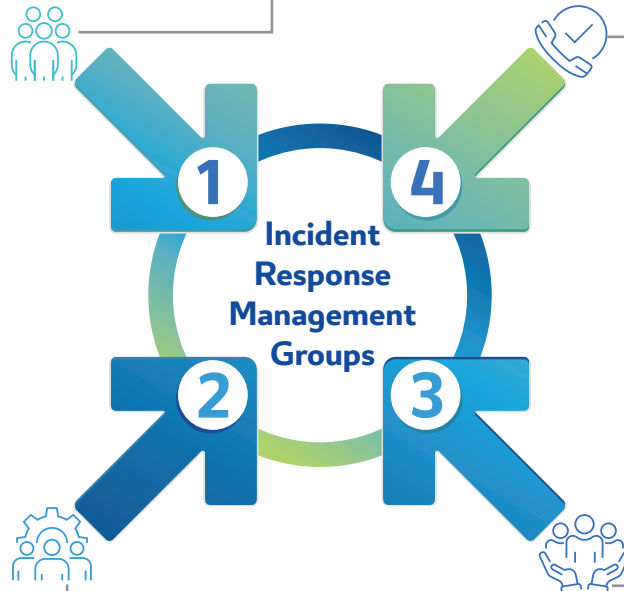 1
4
Incident
Response
Management
Groups
2
3